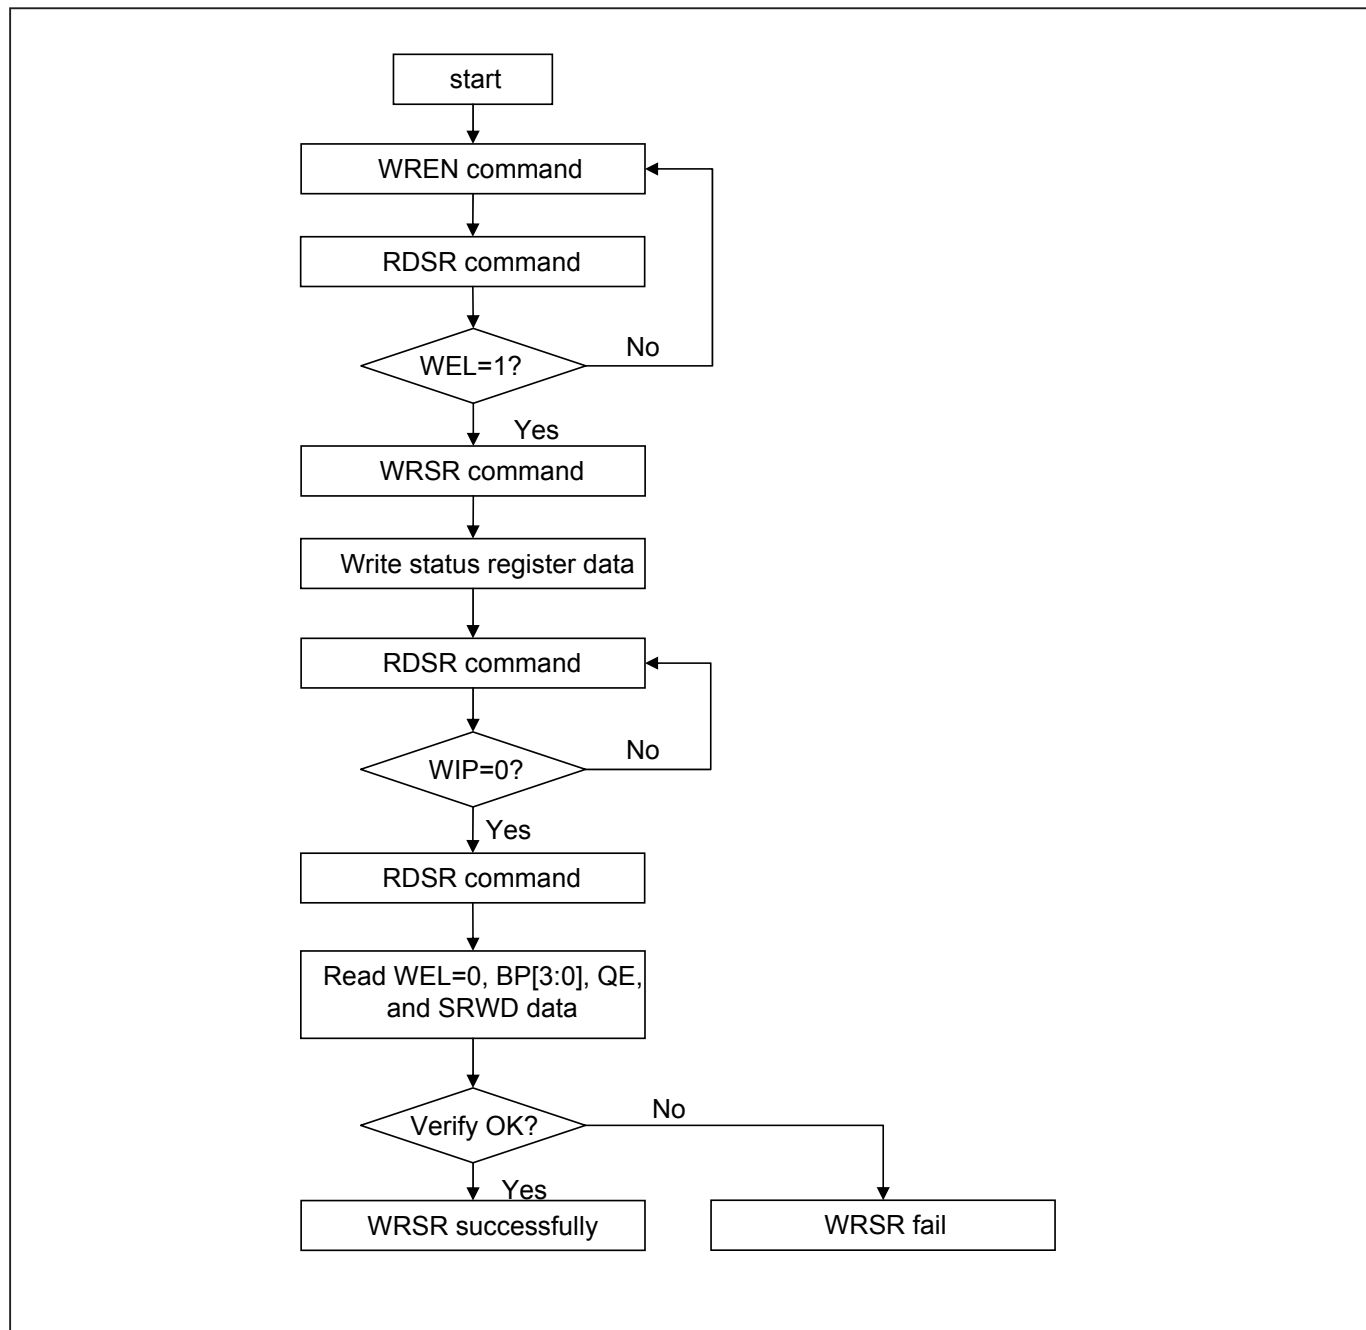 start
WREN command
RDSR command
WEL=1?
No
Yes
WRSR command
Write status register data
RDSR command
WIP=0?
No
Yes
RDSR command
Read WEL=0, BP[3:0], QE,
and SRWD data
Verify OK?
No
Yes
WRSR successfully
WRSR fail